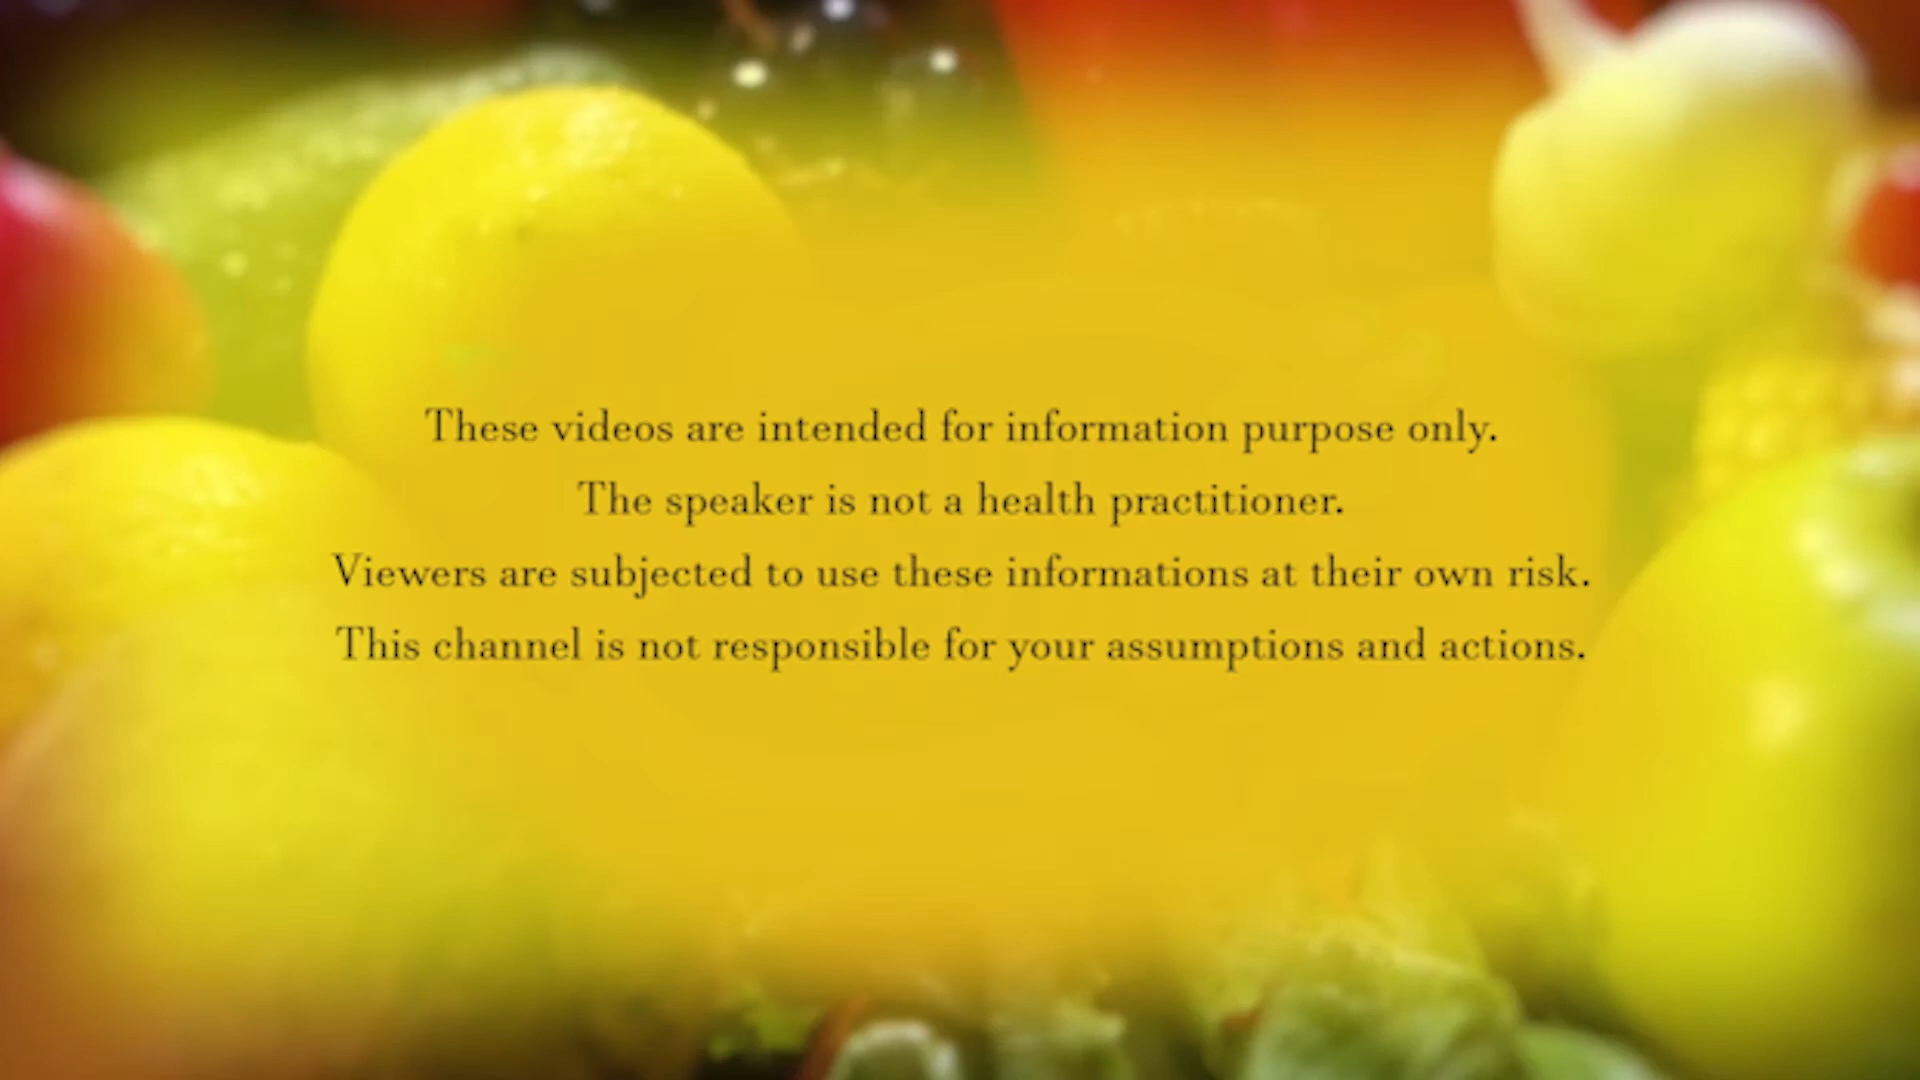 These videos are intended for information purpose only.
The speaker is not a health practitioner.
Viewers are subjected to use these informations at their own risk.
This channel is not responsible for your assumptions and actions.